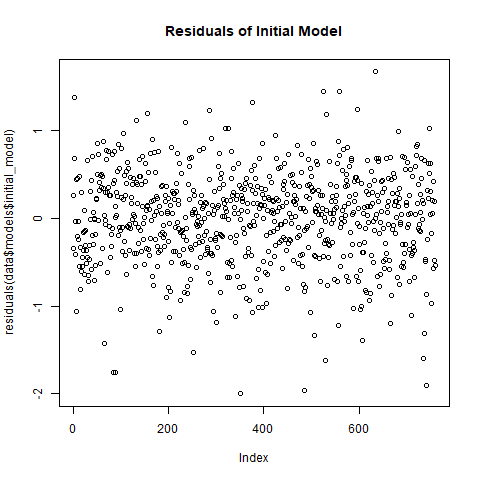 Residuals of Initial Model
residuals(data$models$initial_model)
1
0
-1
-2
0
200
400
600
Index